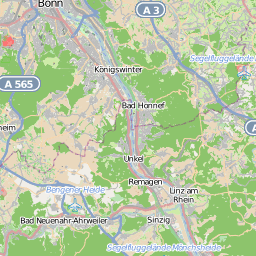 Bonn
A 3
Segelfluggelände
Königswinter
A 565
Bad Honnef
A
heim
Unkel
Bengener Heide
Remagen
Linz am
Rhein
Bad Neuenahr-Ahrweiler
Sinzig
Segelfluggelände Mönchsheide